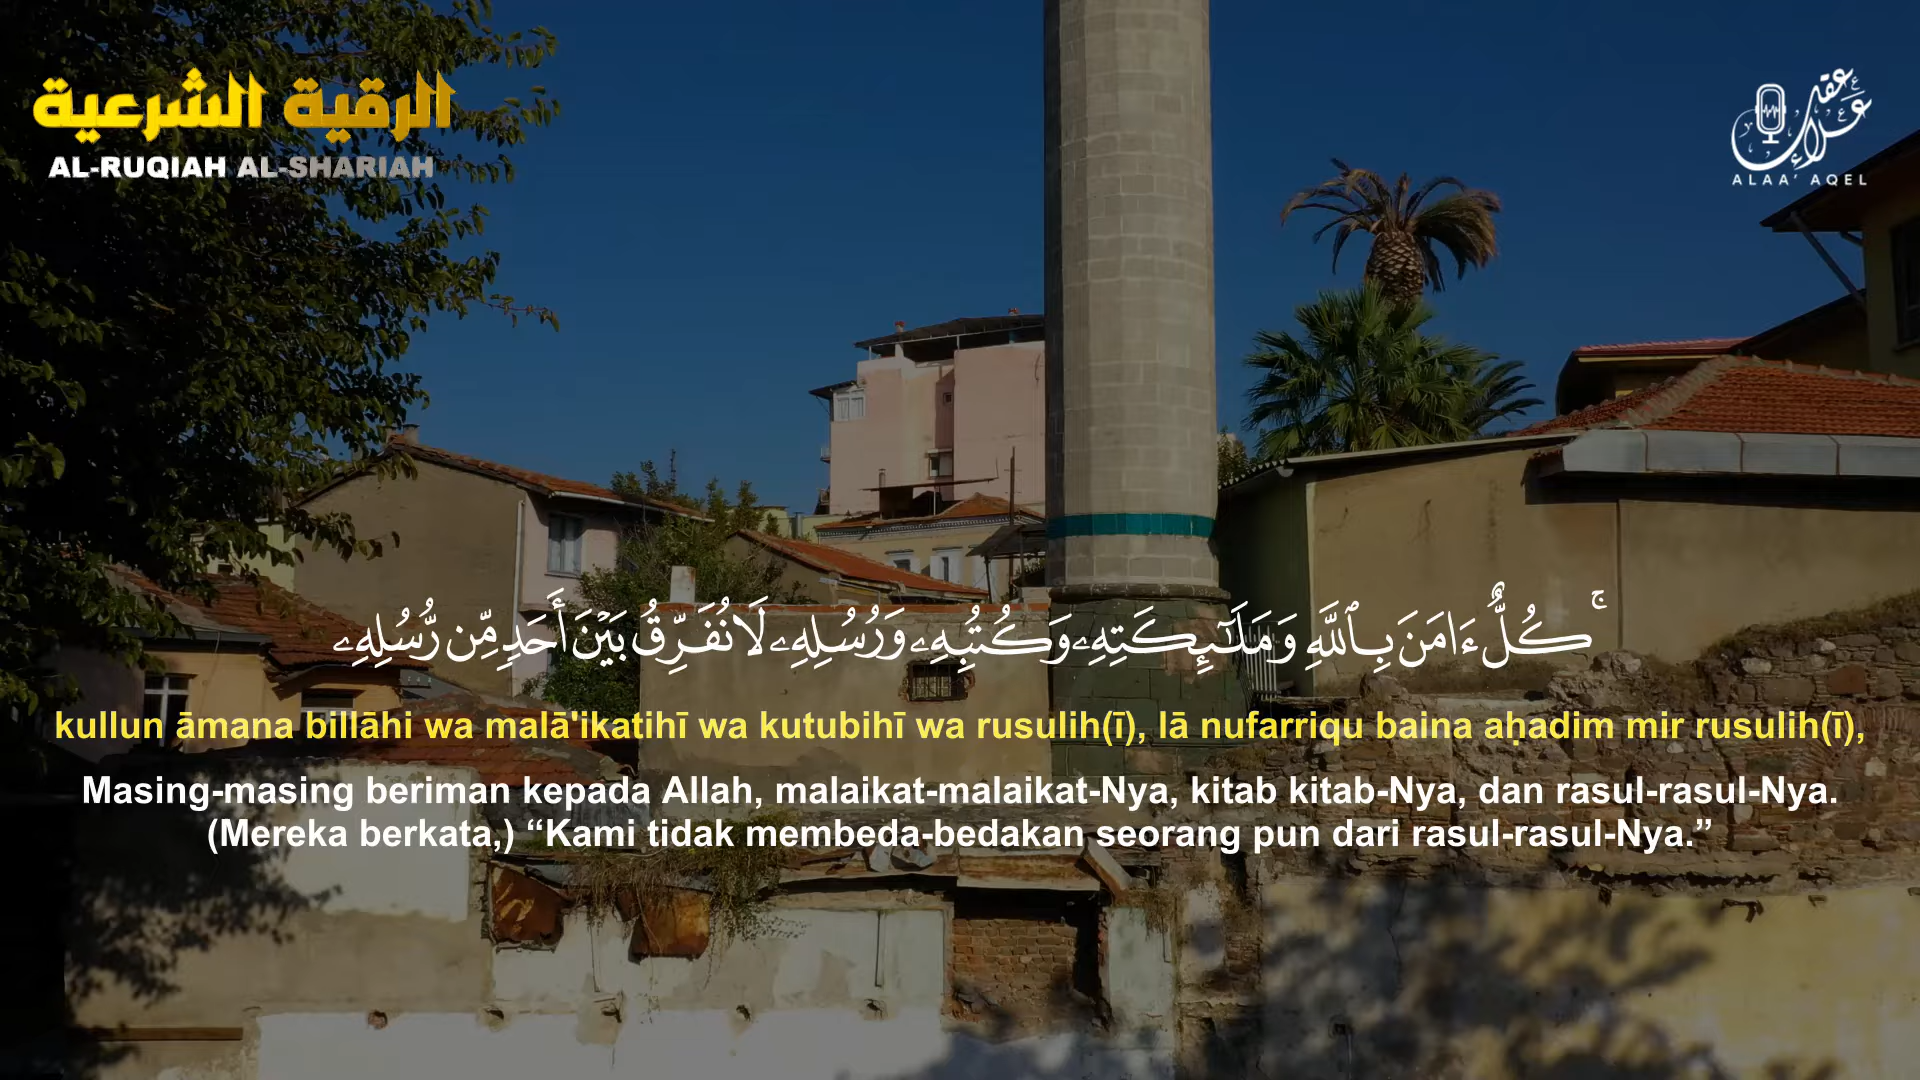 الرقية الشرعية
AL-RUQIAH AL-SHARIAH
علاء عقل
ALAA' AQEL
ۚ كُلٌّ ءَامَنَ بِٱللَّهِ وَمَلَـٰٓئِكَتِهِۦ وَكُتُبِهِۦ وَرُسُلِهِۦ لَا نُفَرِّقُ بَيْنَ أَحَدٍ مِّن رُّسُلِهِۦ
kullun āmana billāhi wa malā'ikatihī wa kutubihī wa rusulih(ī), lā nufarriqu baina aḥadim mir rusulih(ī),
Masing-masing beriman kepada Allah, malaikat-malaikat-Nya, kitab kitab-Nya, dan rasul-rasul-Nya.
(Mereka berkata,) “Kami tidak membeda-bedakan seorang pun dari rasul-rasul-Nya.”